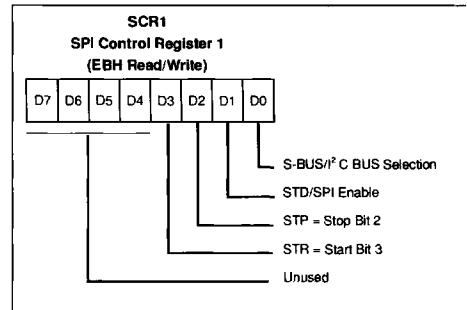 SCR1
SPI Control Register 1
(EBH Read/Write)
D7 D6 D5 D4 D3 D2 D1 D0
S-BUS/I² C BUS Selection
STD/SPI Enable
STP = Stop Bit 2
STR = Start Bit 3
Unused